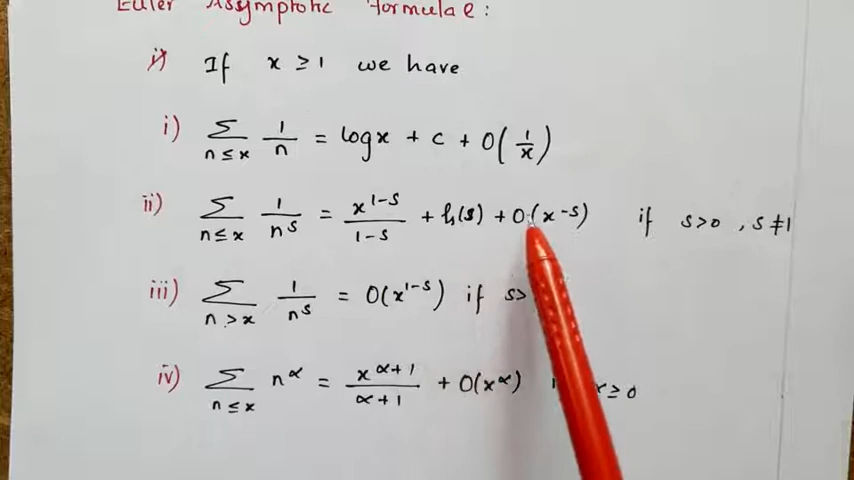 Euler Asymptotic Formulae :
i) If x ≥ 1 we have
i) Σ_{n≤x} 1/n = log x + c + O(1/x)
ii) Σ_{n≤x} 1/n^s = x^{1-s}/(1-s) + h(s) + O(x^{-s}) if s>0 , s≠1
iii) Σ_{n>x} 1/n^s = O(x^{1-s}) if s>
iv) Σ_{n≤x} n^α = x^{α+1}/(α+1) + O(x^α) ≥ 0